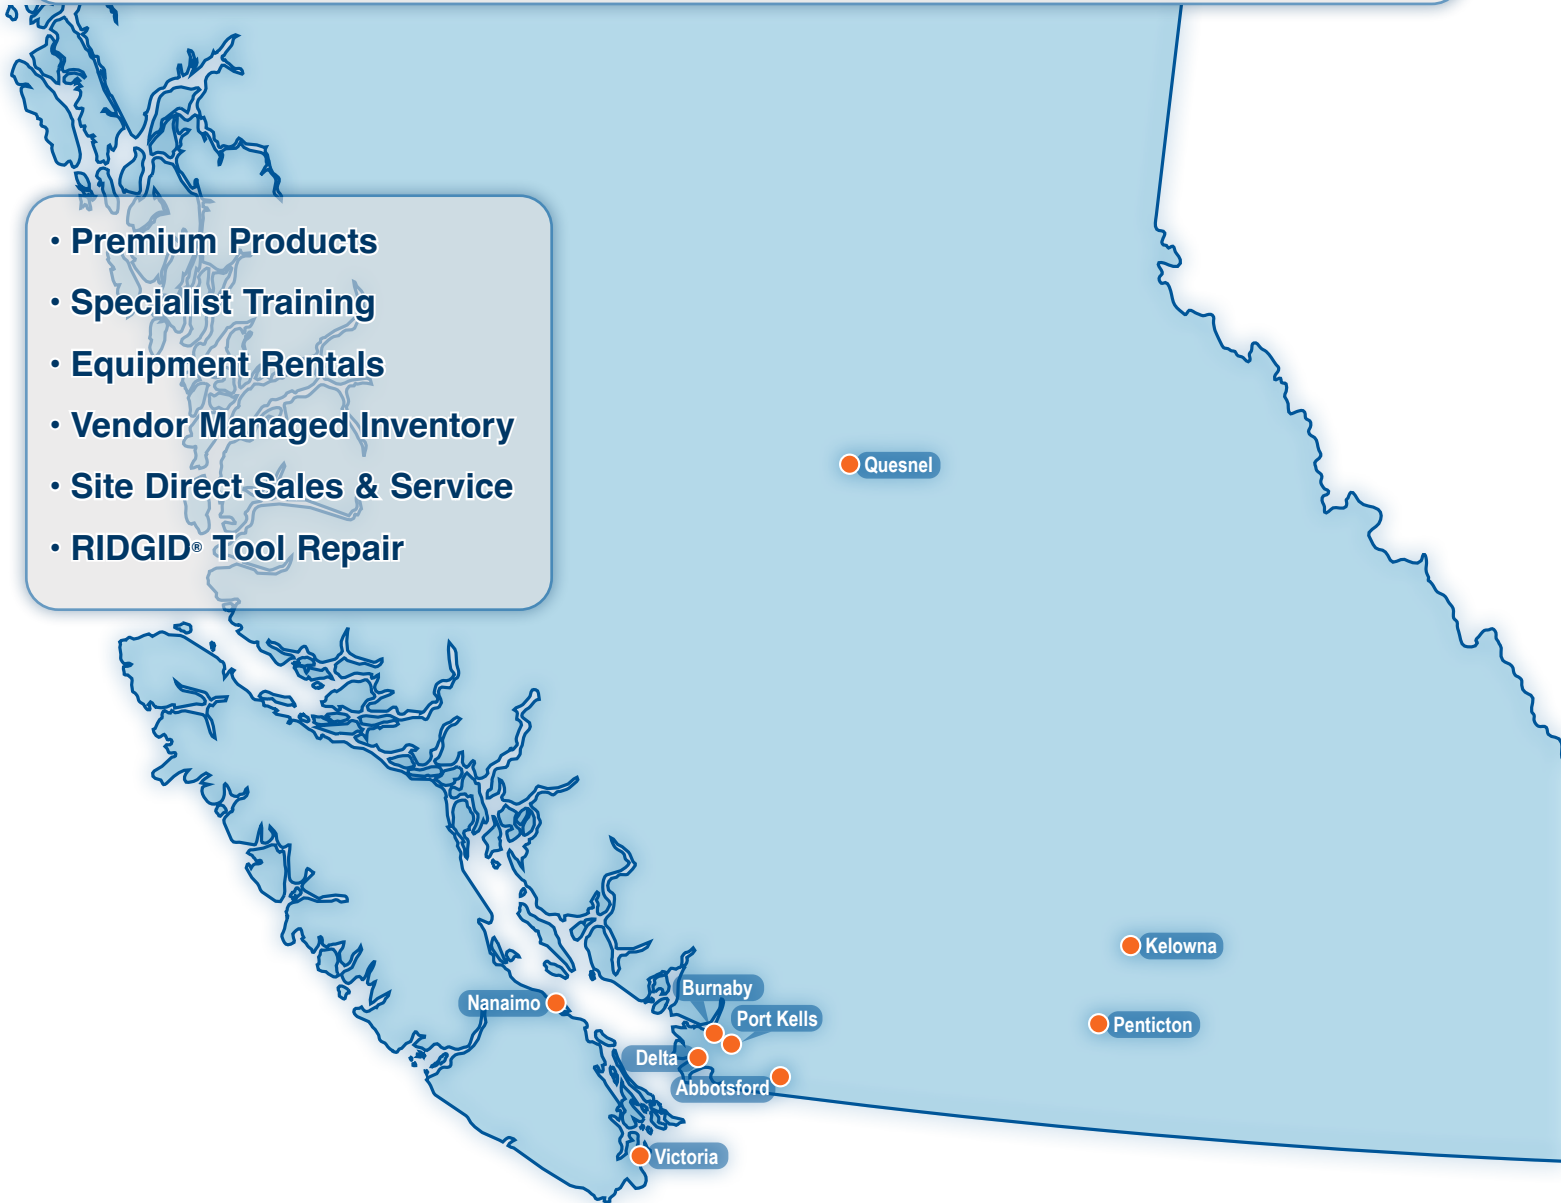 • Premium Products
• Specialist Training
• Equipment Rentals
• Vendor Managed Inventory
• Site Direct Sales & Service
• RIDGID® Tool Repair
Quesnel
Kelowna
Burnaby
Nanaimo
Port Kells
Penticton
Delta
Abbotsford
Victoria